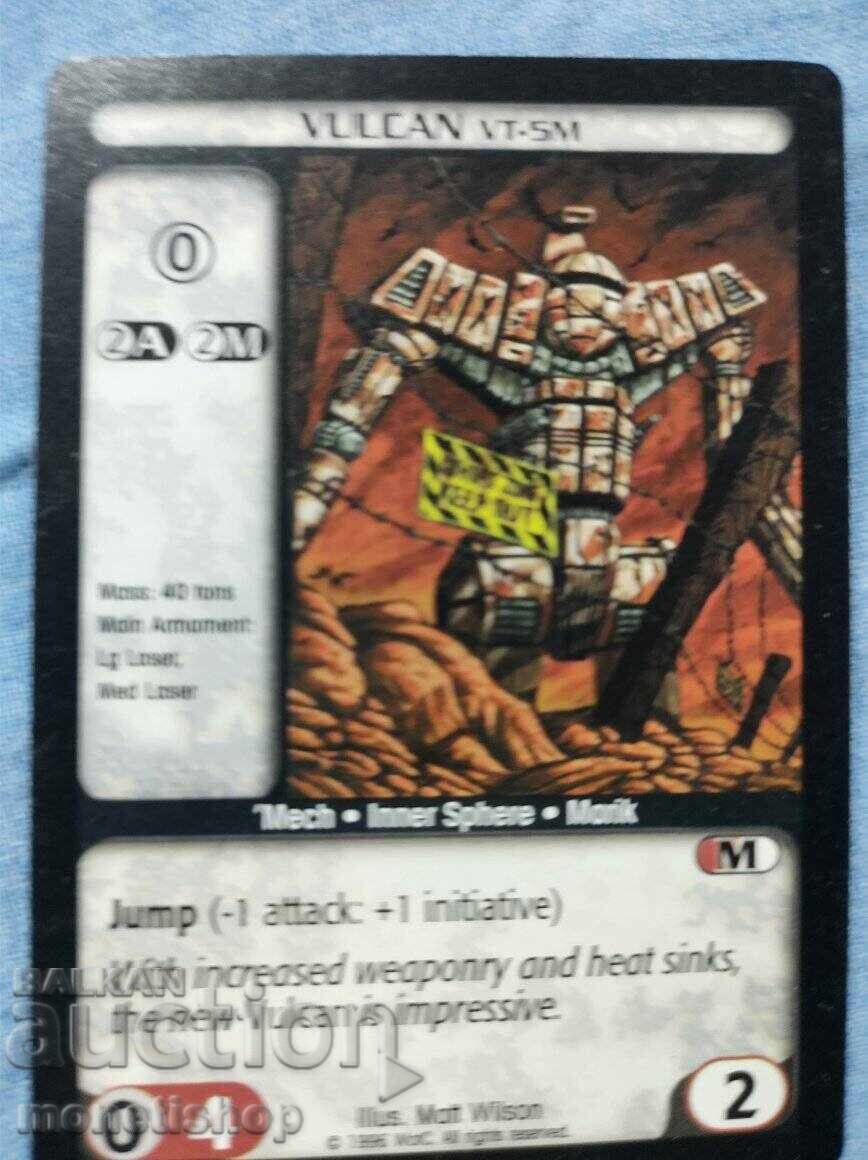 VULCAN VT-5M
0
2A 2M
Mass: 40 tons
Main Armament:
Lg Laser,
Med Laser
'Mech • Inner Sphere • Marik
M
Jump (-1 attack: +1 initiative)
With increased weaponry and heat sinks,
the new Vulcan is impressive.
0 4
2
Illus. Matt Wilson
© 1996 WotC. All rights reserved.
KEEP OUT
BALKAN
auction
monetishop